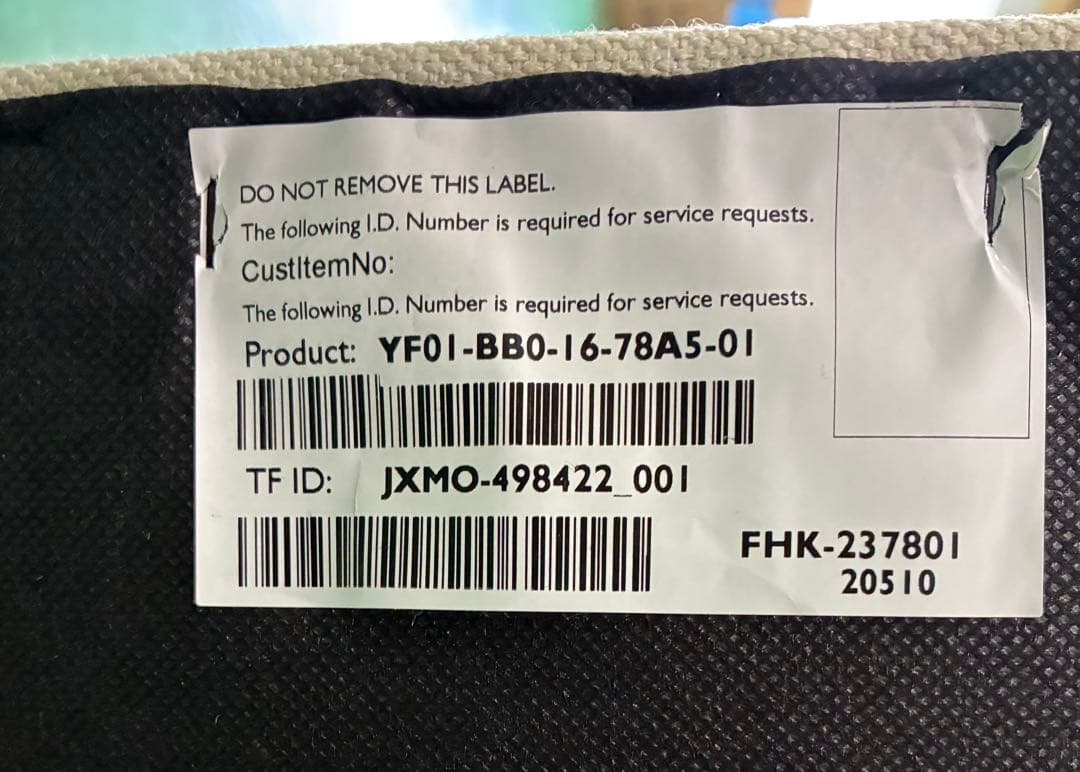 DO NOT REMOVE THIS LABEL.
The following I.D. Number is required for service requests.
CustItemNo:
The following I.D. Number is required for service requests.
Product: YF01-BB0-16-78A5-01
TF ID: JXMO-498422_001
FHK-237801
20510